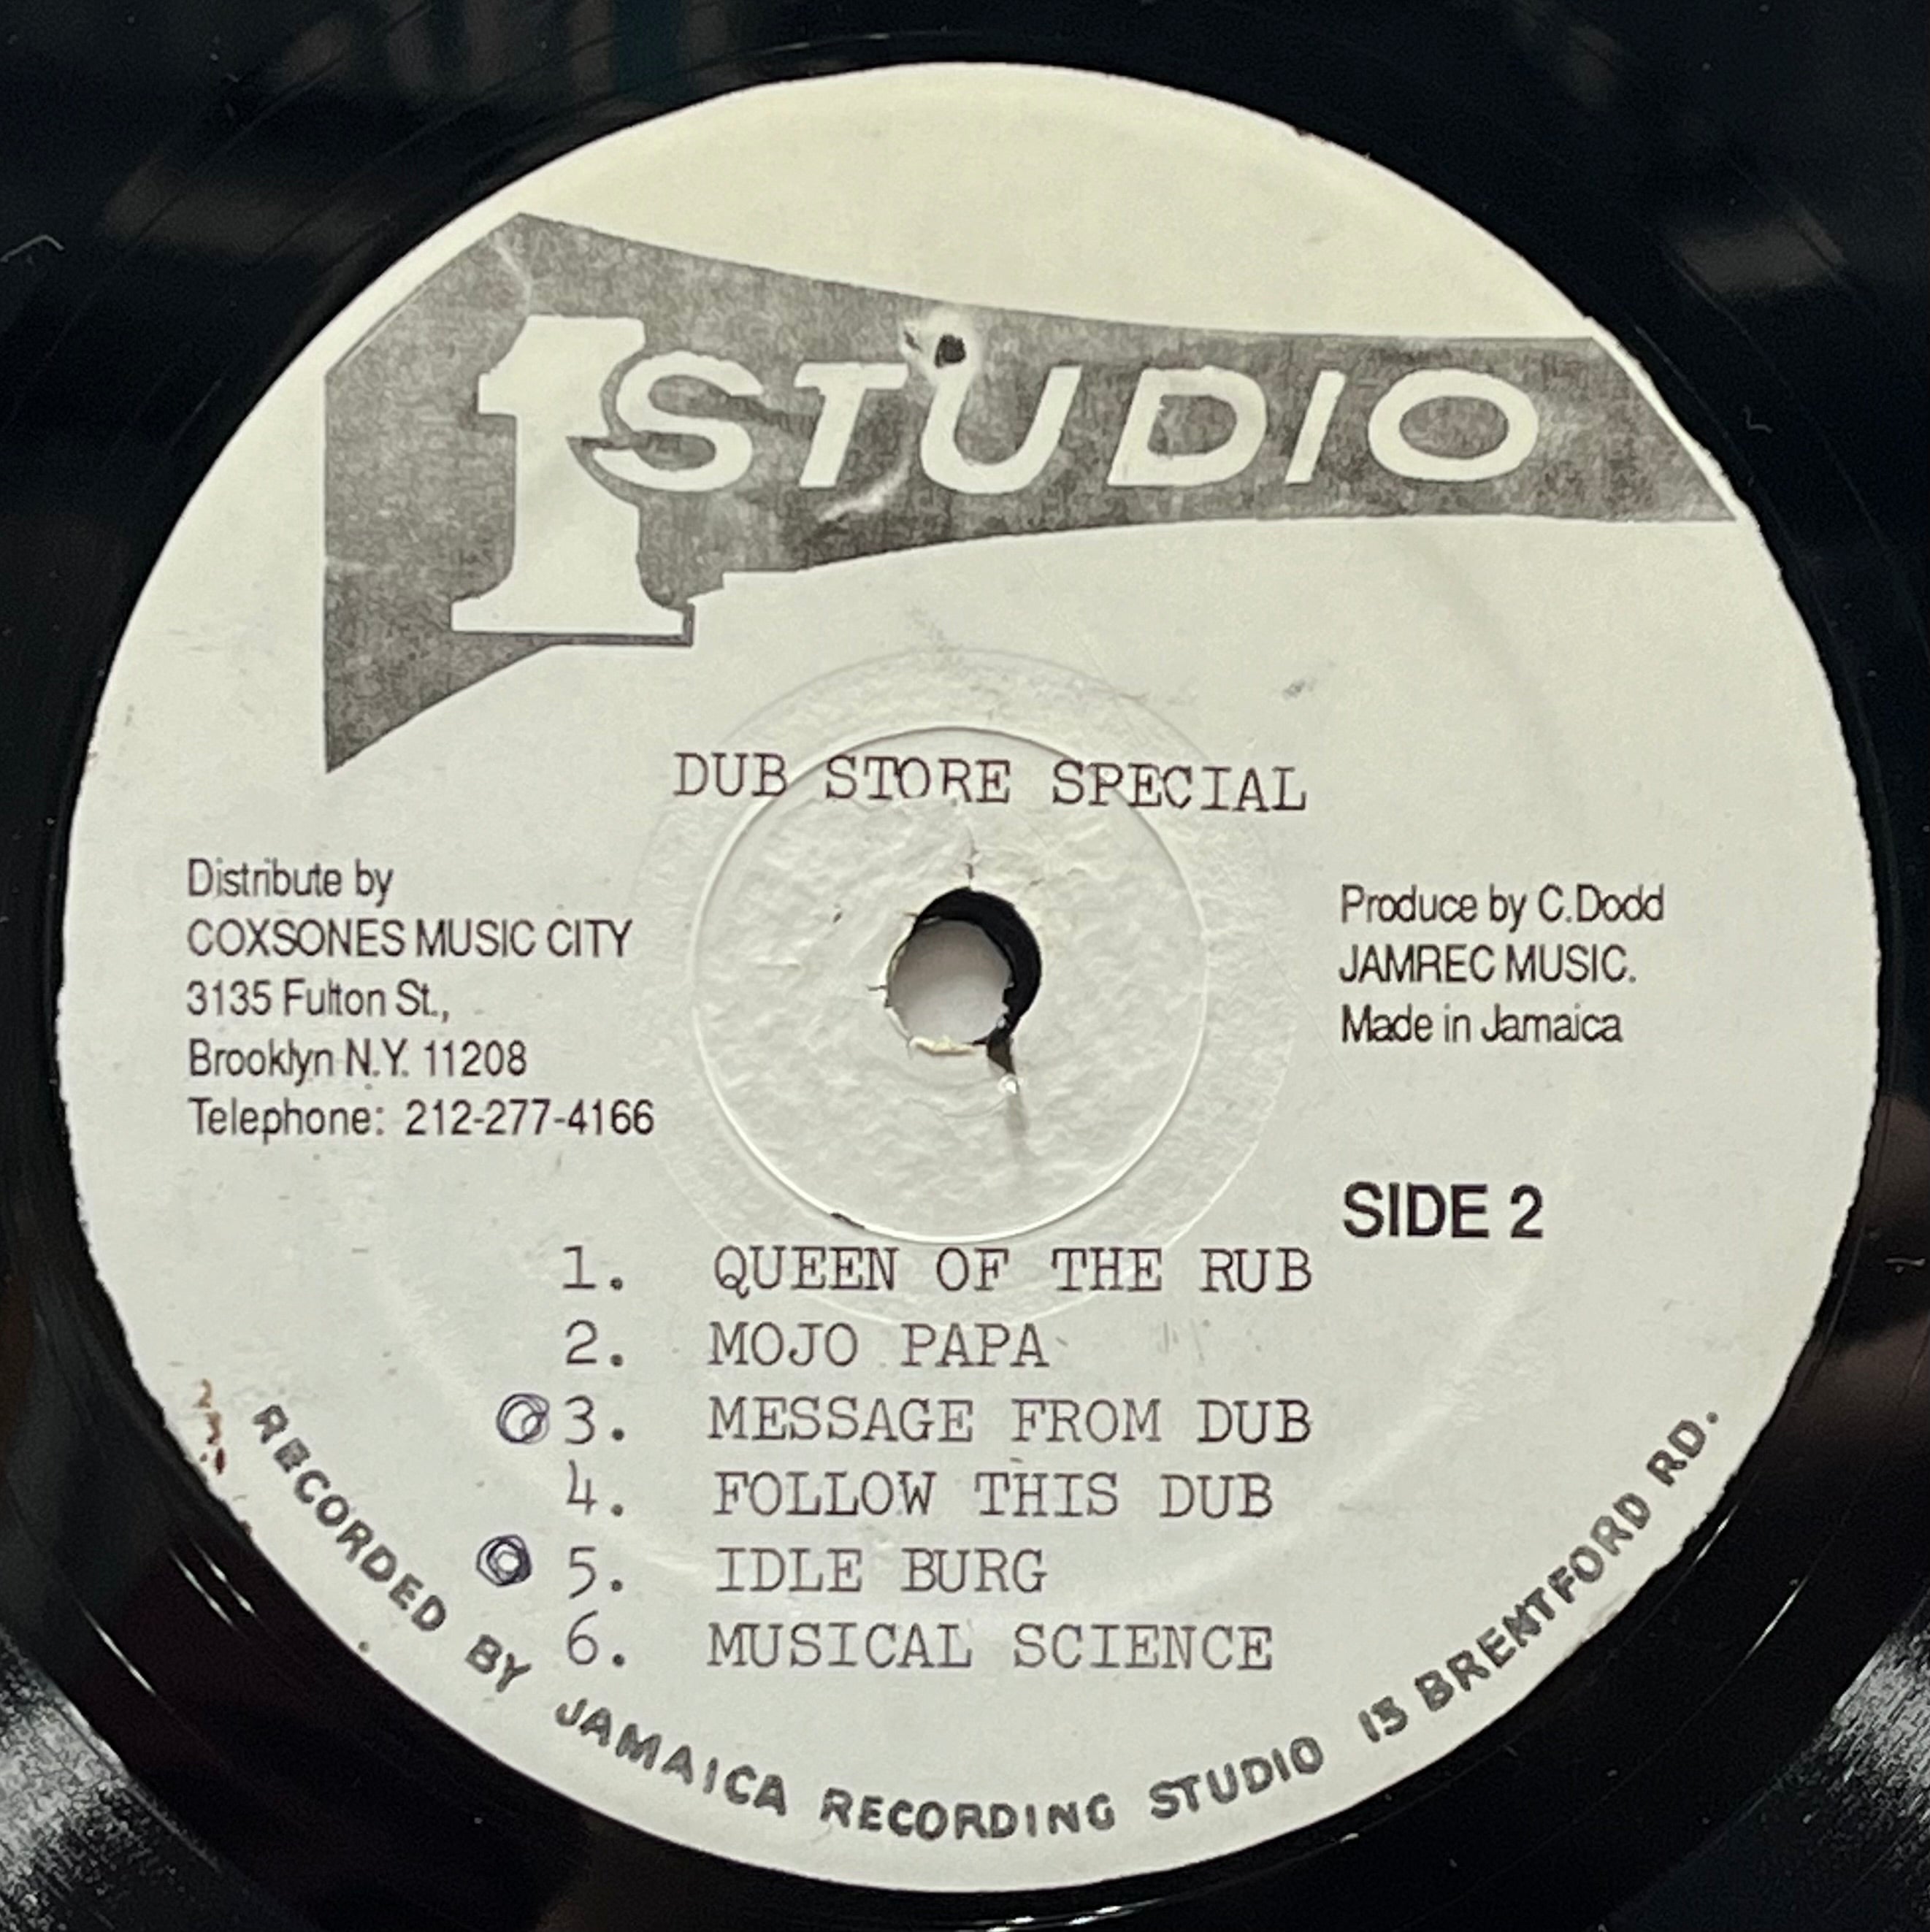 1 STUDIO
DUB STORE SPECIAL
Distribute by
COXSONES MUSIC CITY
3135 Fulton St.,
Brooklyn N.Y. 11208
Telephone: 212-277-4166
Produce by C.Dodd
JAMREC MUSIC.
Made in Jamaica
SIDE 2
1. QUEEN OF THE RUB
2. MOJO PAPA
3. MESSAGE FROM DUB
4. FOLLOW THIS DUB
5. IDLE BURG
6. MUSICAL SCIENCE
RECORDED BY JAMAICA RECORDING STUDIO 13 BRENTFORD RD.